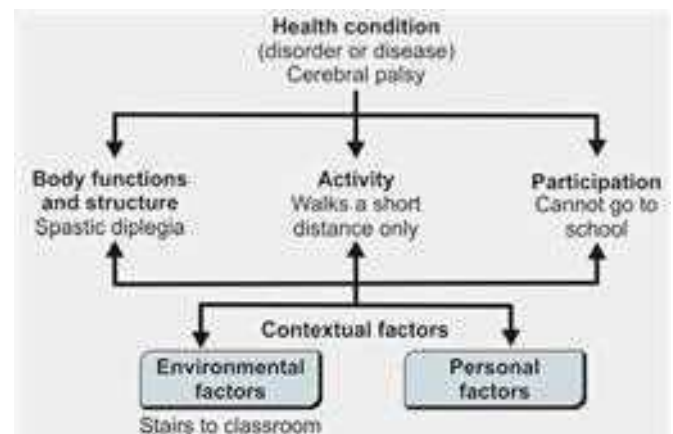 Health condition
(disorder or disease)
Cerebral palsy
Body functions
and structure
Spastic diplegia
Activity
Walks a short
distance only
Participation
Cannot go to
school
Contextual factors
Environmental
factors
Stairs to classroom
Personal
factors